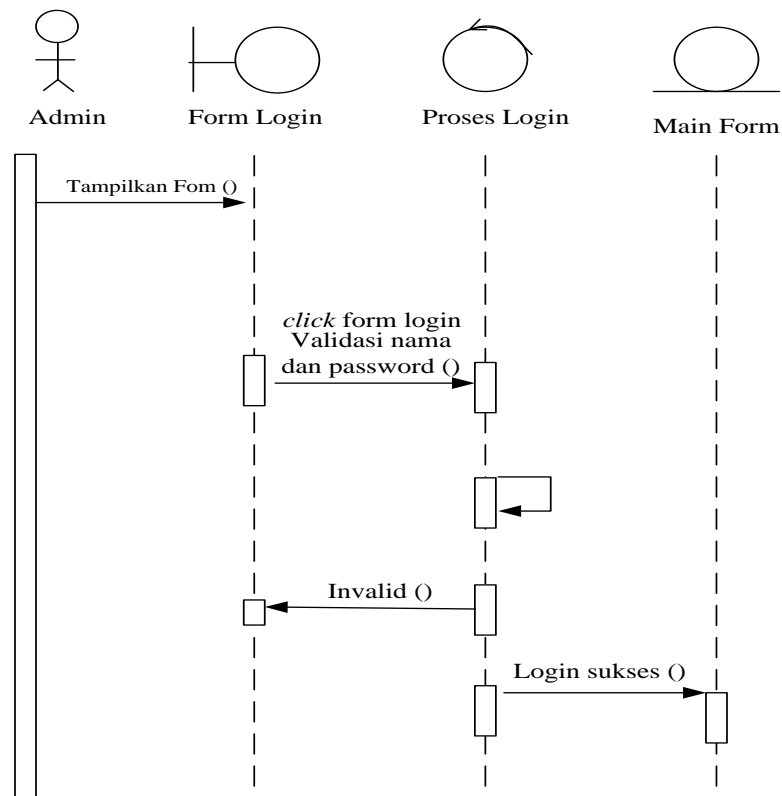 Admin
Form Login
Proses Login
Main Form
Tampilkan Fom ()
click form login
Validasi nama
dan password ()
Invalid ()
Login sukses ()